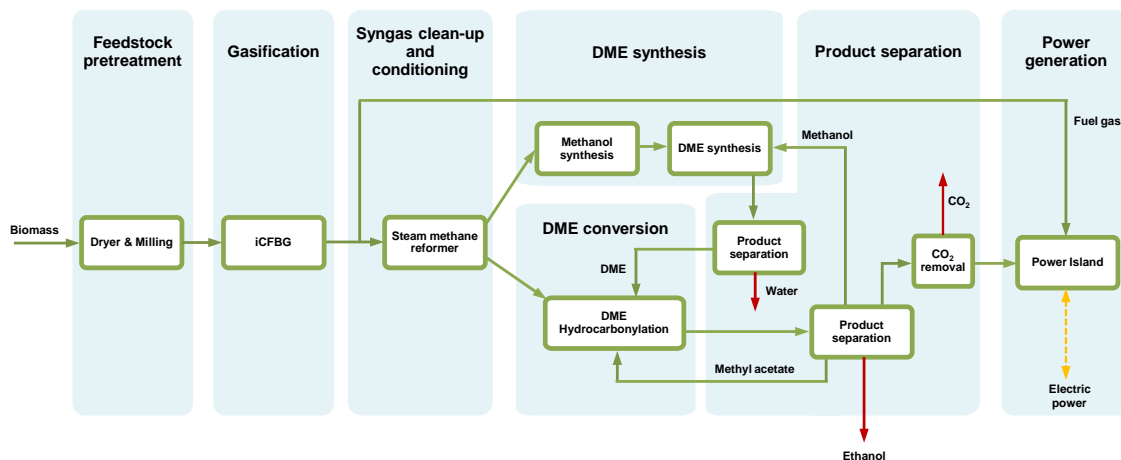 Feedstock
pretreatment
Gasification
Syngas clean-up
and
conditioning
DME synthesis
Product separation
Power
generation
Fuel gas
Methanol
synthesis
DME synthesis
Methanol
CO2
Biomass
Dryer & Milling
iCFBG
Steam methane
reformer
DME conversion
Product
separation
CO2
removal
Power Island
DME
Water
DME
Hydrocarbonylation
Product
separation
Methyl acetate
Electric
power
Ethanol